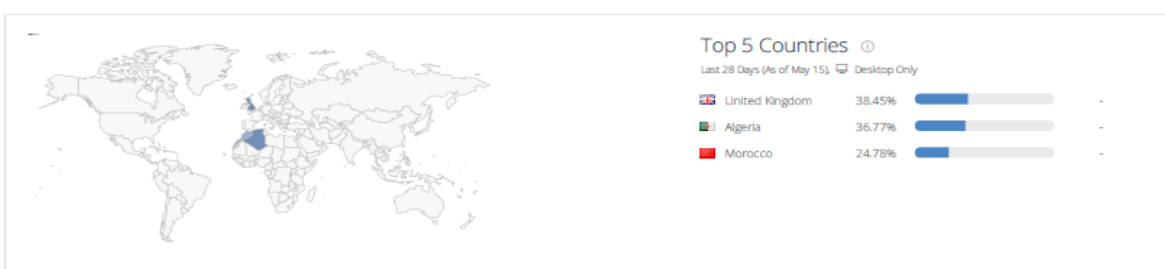 Top 5 Countries
Last 28 Days (As of May 15), Desktop Only
United Kingdom 38.45% -
Algeria 36.77% -
Morocco 24.78% -